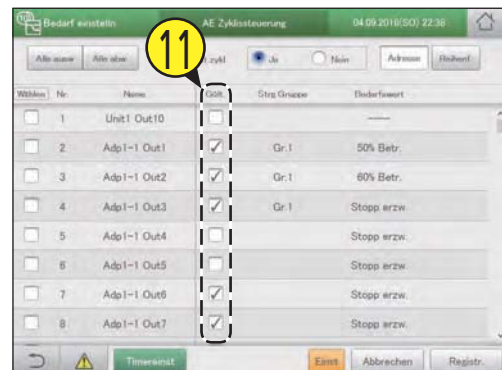 Bedarf einstelln AE Zyklissteuerung 04.09.2016(SO) 22:38
Alle ausw Alle abw 11 zykl Ja Nein Adressen Reihenf.
Wählen Nr. Name Gült. Strg Gruppe Bedarfswert
1 Unit1 Out10 -----
2 Adp1-1 Out1 Gr.1 50% Betr.
3 Adp1-1 Out2 Gr.1 60% Betr.
4 Adp1-1 Out3 Gr.1 Stopp erzw.
5 Adp1-1 Out4 Stopp erzw.
6 Adp1-1 Out5 Stopp erzw.
7 Adp1-1 Out6 Stopp erzw.
8 Adp1-1 Out7 Stopp erzw.
Timereinst Einst Abbrechen Registr.